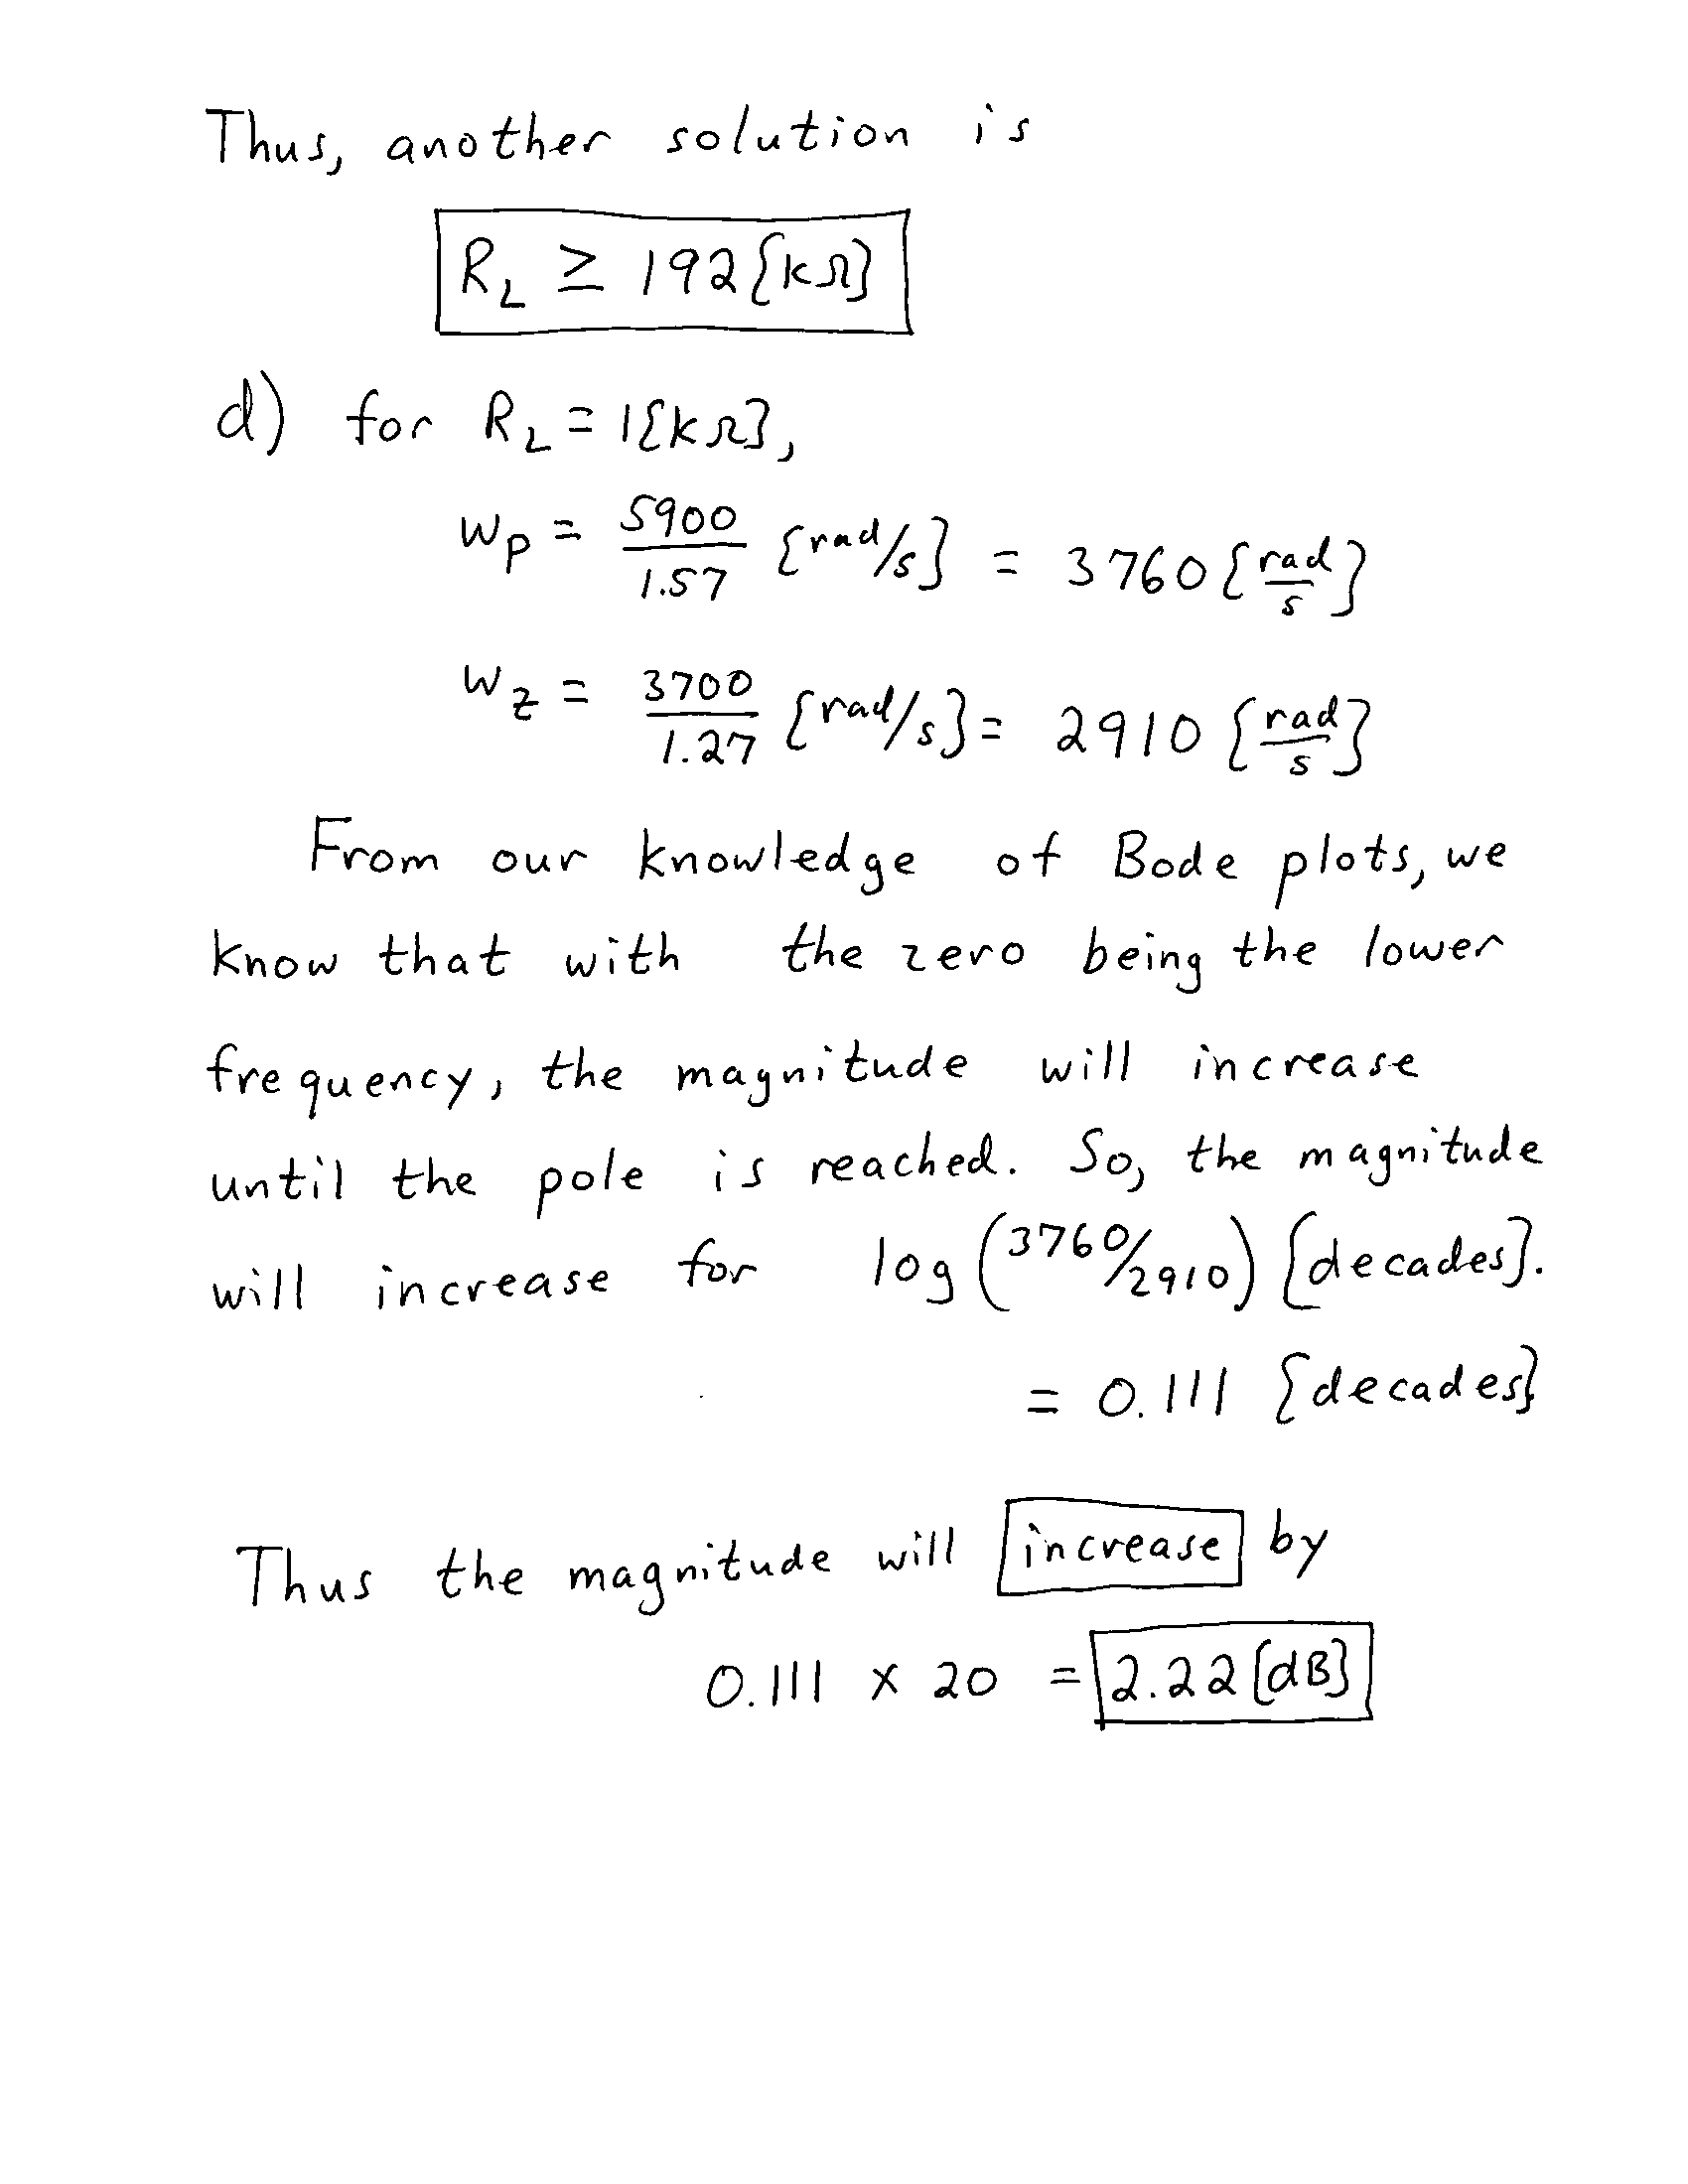 Thus, another solution is
R_L ≥ 192 {kΩ}
d) for R_L = 1 {kΩ},
w_p = 5900/1.57 {rad/s} = 3760 {rad/s}
w_z = 3700/1.27 {rad/s} = 2910 {rad/s}
From our knowledge of Bode plots, we
know that with the zero being the lower
frequency, the magnitude will increase
until the pole is reached. So, the magnitude
will increase for log (3760/2910) [decades].
= 0.111 {decades}
Thus the magnitude will increase by
0.111 x 20 = 2.22 [dB]